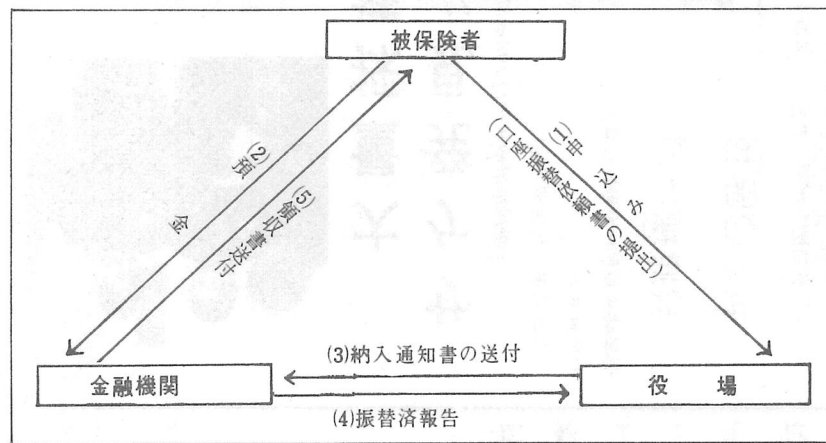 被保険者
(1)申込み
(口座振替依頼書の提出)
(2)預金
(5)領収書送付
(3)納入通知書の送付
金融機関
役場
(4)振替済報告